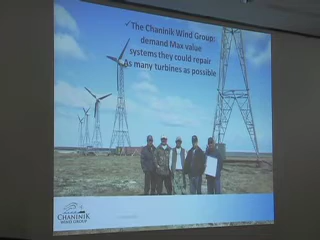 ✓The Chaninik Wind Group:
demand Max value
systems they could repair
As many turbines as possible
CHANINIK
WIND GROUP